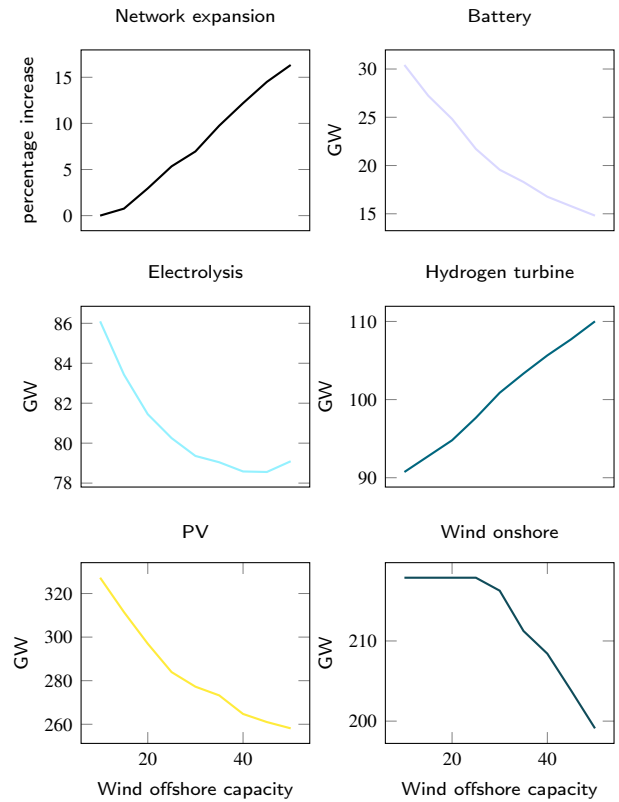 Network expansion
percentage increase
15
10
5
0
Battery
GW
30
25
20
15
Electrolysis
GW
86
84
82
80
78
Hydrogen turbine
GW
110
100
90
PV
GW
320
300
280
260
20 40
Wind offshore capacity
Wind onshore
GW
210
200
20 40
Wind offshore capacity